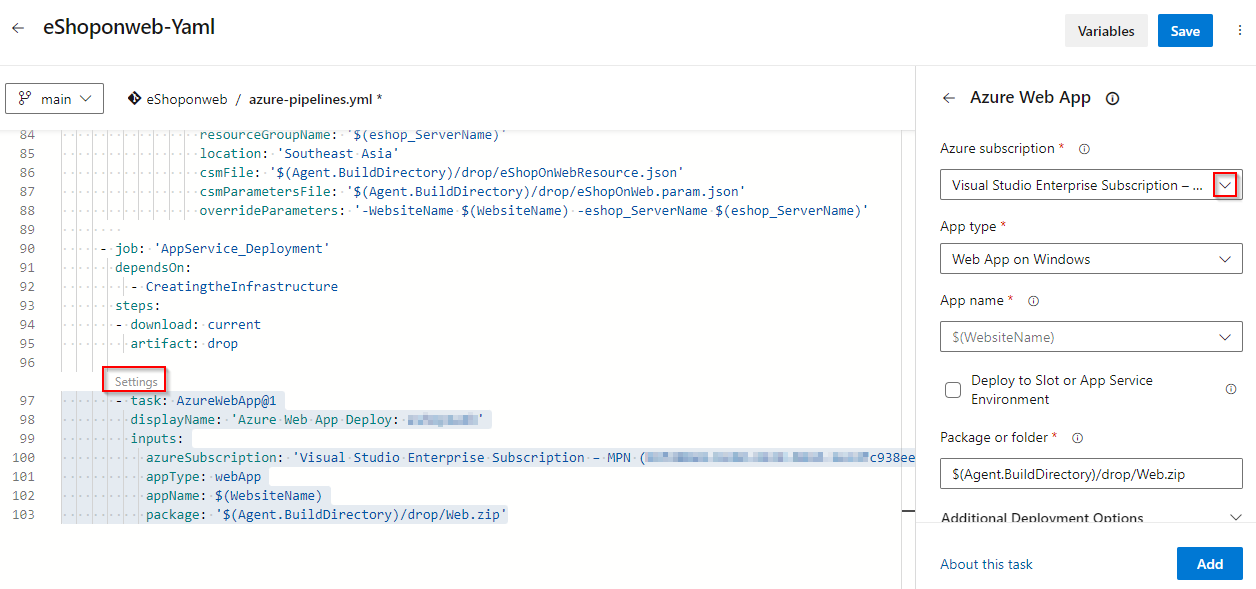 eShoponweb-Yaml
Variables
Save
main
eShoponweb / azure-pipelines.yml *
84 resourceGroupName: '$(eshop_ServerName)'
85 location: 'Southeast Asia'
86 csmFile: '$(Agent.BuildDirectory)/drop/eShopOnWebResource.json'
87 csmParametersFile: '$(Agent.BuildDirectory)/drop/eShopOnWeb.param.json'
88 overrideParameters: '-WebsiteName $(WebsiteName) -eshop_ServerName $(eshop_ServerName)'
89
90 - job: 'AppService_Deployment'
91 dependsOn:
92 - CreatingtheInfrastructure
93 steps:
94 - download: current
95 artifact: drop
96
Settings
97 - task: AzureWebApp@1
98 displayName: 'Azure Web App Deploy: '
99 inputs:
100 azureSubscription: 'Visual Studio Enterprise Subscription – MPN (c938ee
101 appType: webApp
102 appName: $(WebsiteName)
103 package: '$(Agent.BuildDirectory)/drop/Web.zip'
Azure Web App
Azure subscription *
Visual Studio Enterprise Subscription – ...
App type *
Web App on Windows
App name *
$(WebsiteName)
Deploy to Slot or App Service
Environment
Package or folder *
$(Agent.BuildDirectory)/drop/Web.zip
Additional Deployment Options
About this task
Add